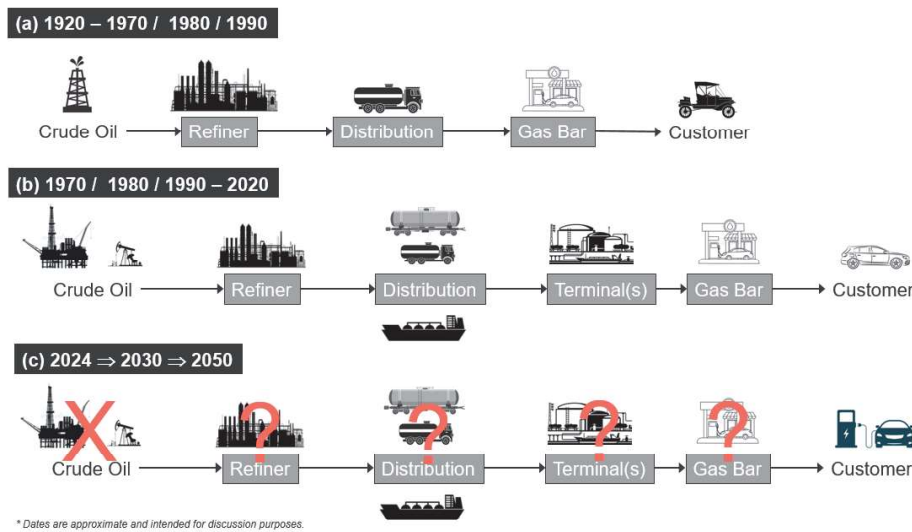 (a) 1920 – 1970 / 1980 / 1990
Crude Oil Refiner Distribution Gas Bar Customer
(b) 1970 / 1980 / 1990 – 2020
Crude Oil Refiner Distribution Terminal(s) Gas Bar Customer
(c) 2024 ⇒ 2030 ⇒ 2050
X ? ? ? ?
Crude Oil Refiner Distribution Terminal(s) Gas Bar Customer
* Dates are approximate and intended for discussion purposes.